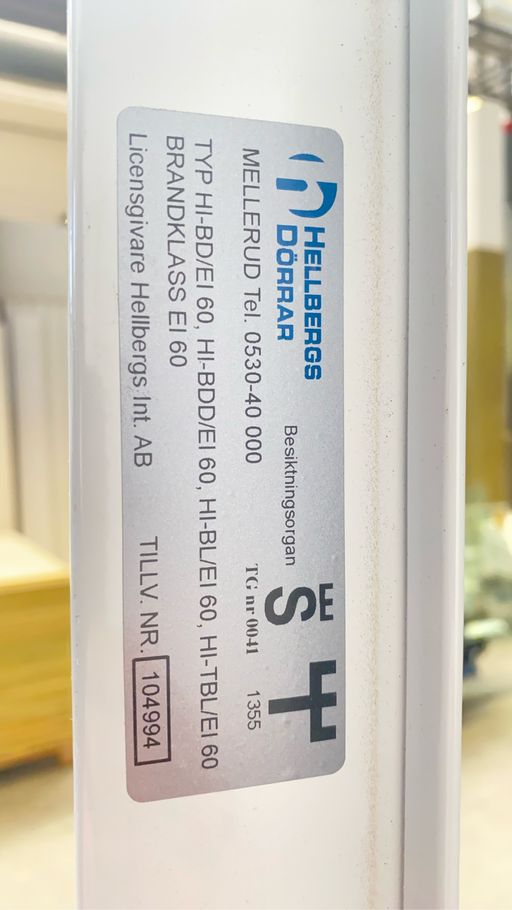 HELLBERGS
DÖRRAR
Besiktningsorgan
MELLERUD Tel. 0530-40 000
TG nr 0041
1355
TYP HI-BD/EI 60, HI-BDD/EI 60, HI-BL/EI 60, HI-TBL/EI 60
BRANDKLASS EI 60
Licensgivare Hellbergs Int. AB
TILLV. NR. 104994